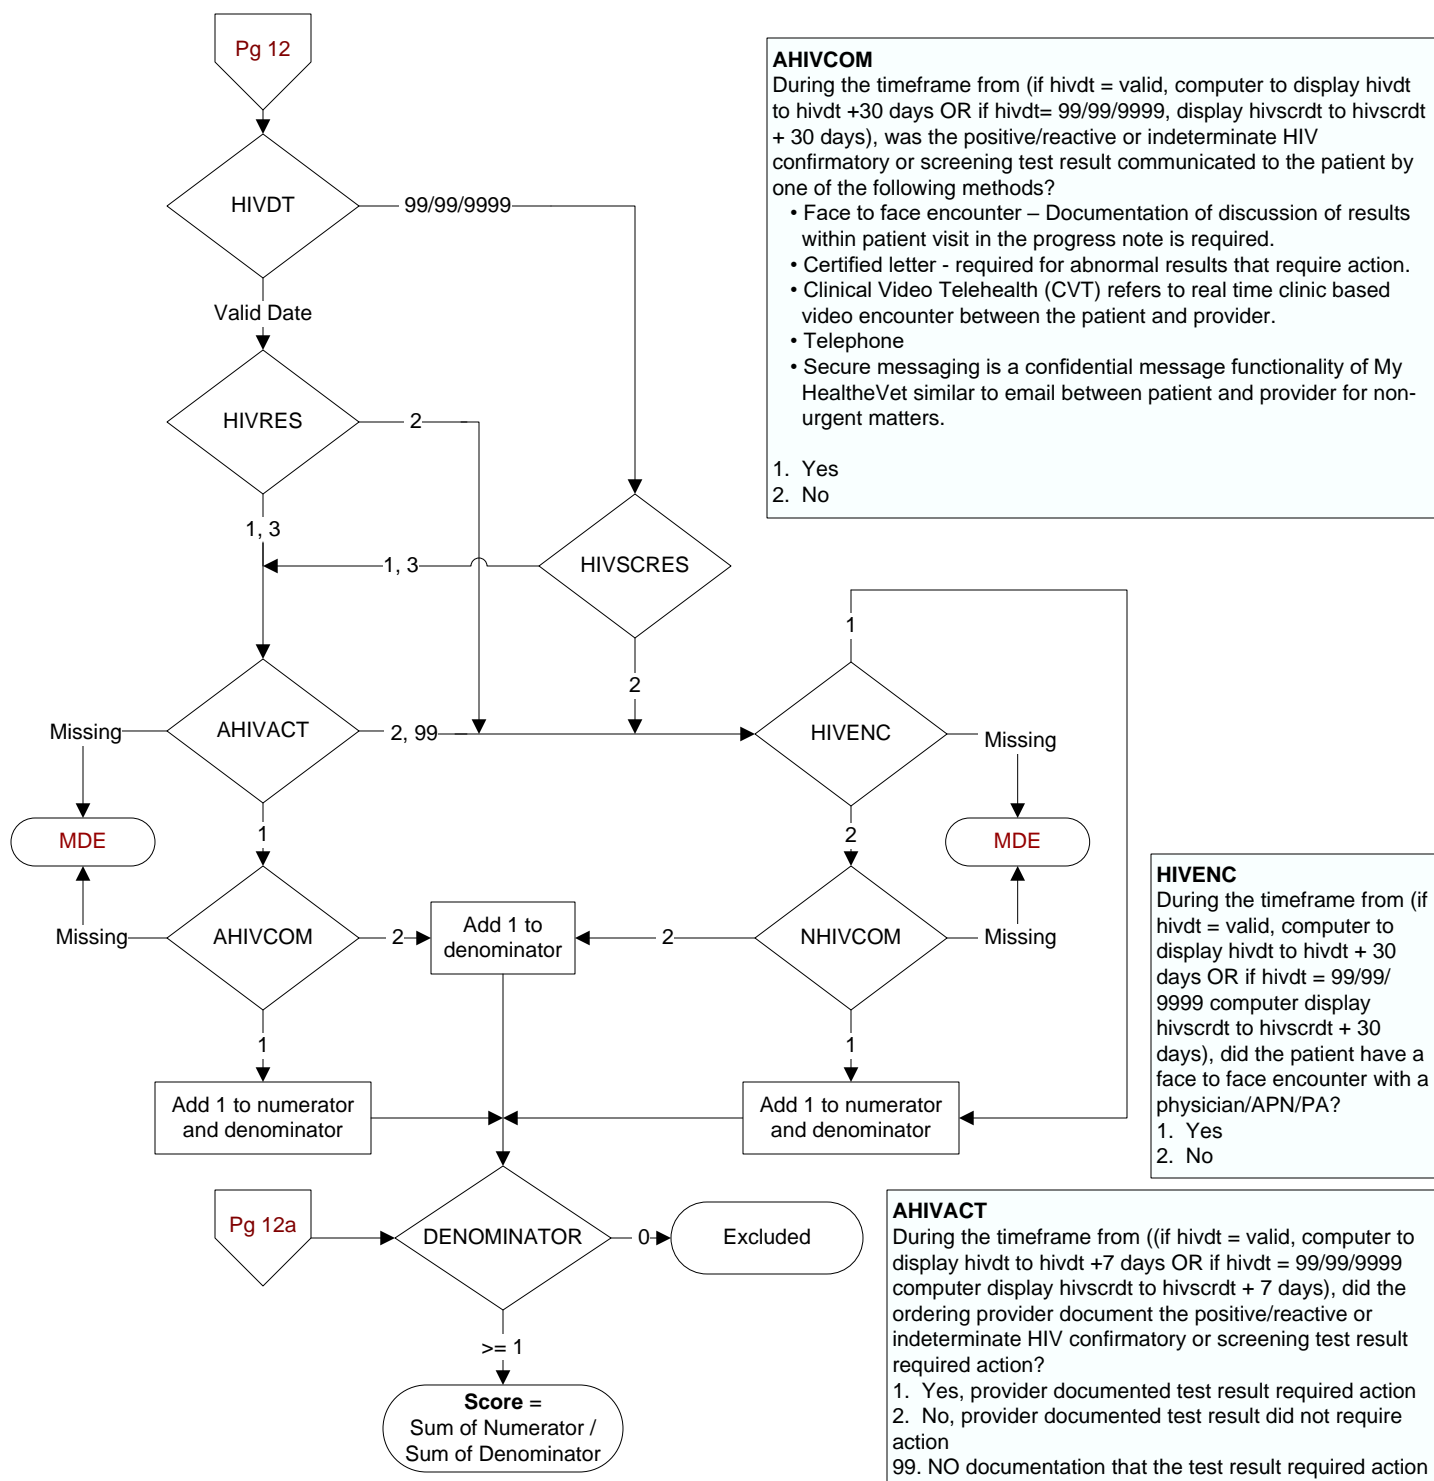 Pg 12
AHIVCOM
During the timeframe from (if hivdt = valid, computer to display hivdt
to hivdt +30 days OR if hivdt= 99/99/9999, display hivscrdt to hivscrdt
+ 30 days), was the positive/reactive or indeterminate HIV
confirmatory or screening test result communicated to the patient by
one of the following methods?
• Face to face encounter – Documentation of discussion of results
within patient visit in the progress note is required.
• Certified letter - required for abnormal results that require action.
• Clinical Video Telehealth (CVT) refers to real time clinic based
video encounter between the patient and provider.
• Telephone
• Secure messaging is a confidential message functionality of My
HealtheVet similar to email between patient and provider for non-
urgent matters.
1. Yes
2. No
HIVDT
99/99/9999
Valid Date
HIVRES
2
1, 3
HIVSCRES
1, 3
2
1
AHIVACT
Missing
2, 99
HIVENC
Missing
MDE
1
2
MDE
Missing
AHIVCOM
2
Add 1 to
denominator
2
NHIVCOM
Missing
1
1
Add 1 to numerator
and denominator
Add 1 to numerator
and denominator
HIVENC
During the timeframe from (if
hivdt = valid, computer to
display hivdt to hivdt + 30
days OR if hivdt = 99/99/
9999 computer display
hivscrdt to hivscrdt + 30
days), did the patient have a
face to face encounter with a
physician/APN/PA?
1. Yes
2. No
Pg 12a
DENOMINATOR
0
Excluded
>= 1
Score =
Sum of Numerator /
Sum of Denominator
AHIVACT
During the timeframe from ((if hivdt = valid, computer to
display hivdt to hivdt +7 days OR if hivdt = 99/99/9999
computer display hivscrdt to hivscrdt + 7 days), did the
ordering provider document the positive/reactive or
indeterminate HIV confirmatory or screening test result
required action?
1. Yes, provider documented test result required action
2. No, provider documented test result did not require
action
99. NO documentation that the test result required action